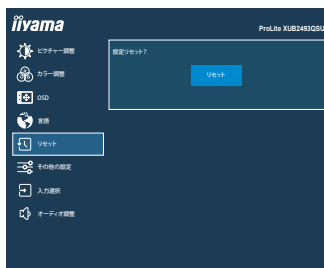 iiyama
ProLite XUB2493QSU
ピクチャー調整
設定リセット?
リセット
カラー調整
OSD
言語
リセット
その他の設定
入力選択
オーディオ調整